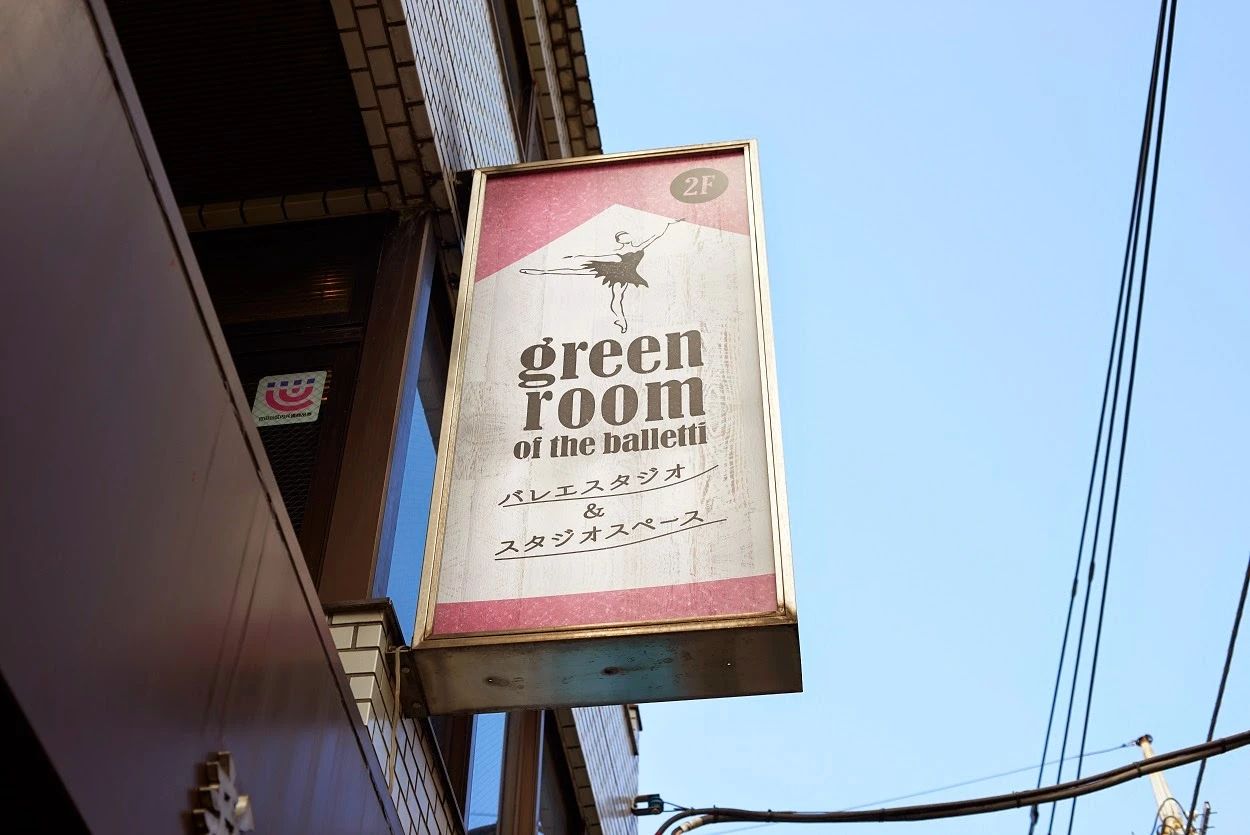 2F
green
room
of the balletti
バレエスタジオ
&
スタジオスペース